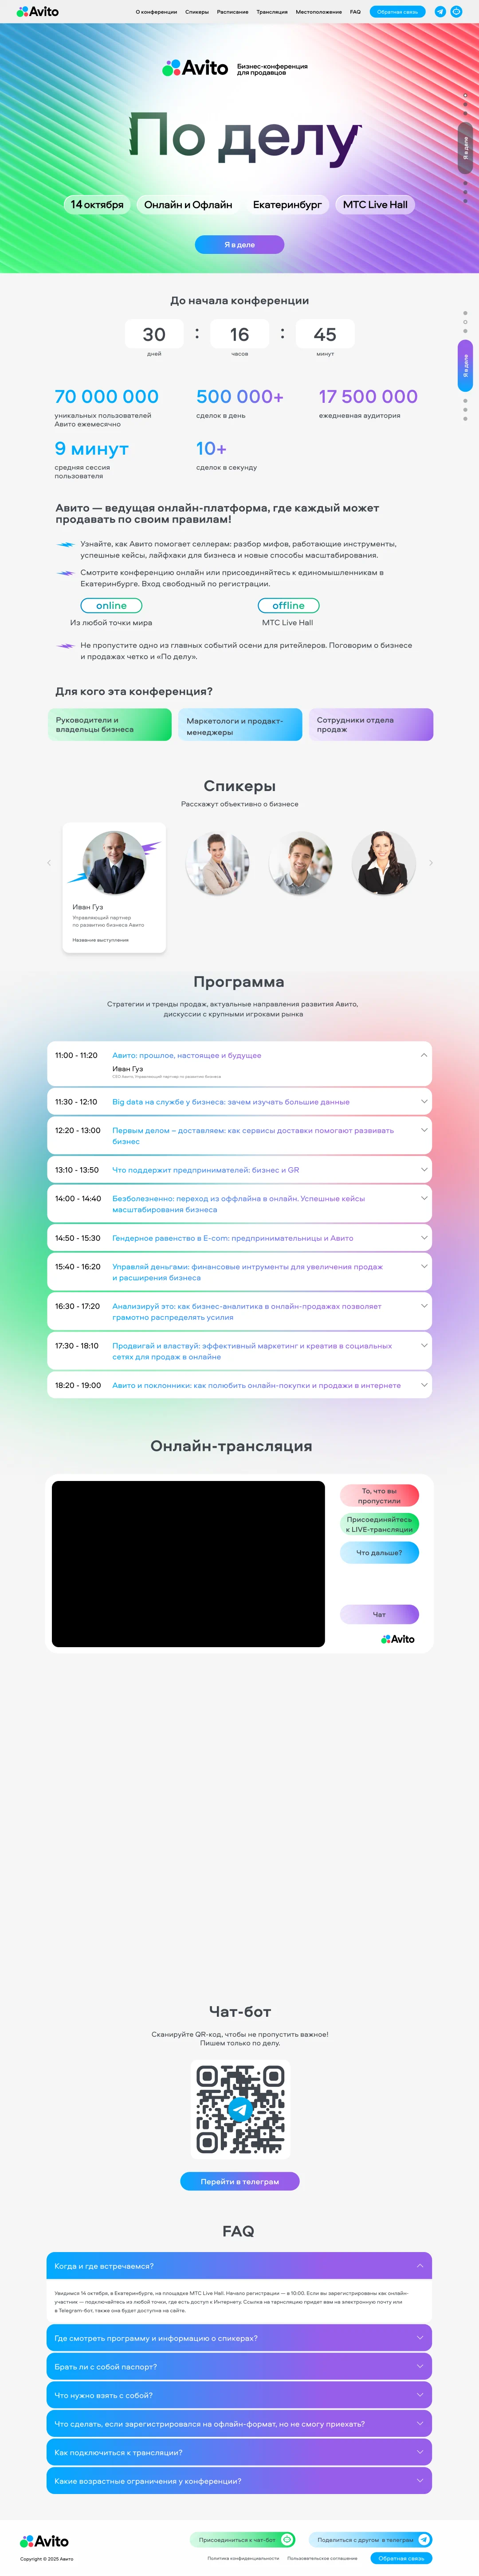 Avito
О конференции Спикеры Расписание Трансляция Местоположение FAQ Обратная связь
Avito Бизнес-конференция
для продавцов
По делу
14 октября Онлайн и Офлайн Екатеринбург МТС Live Hall
Я в деле
Я в деле
До начала конференции
30 : 16 : 45
дней часов минут
Я в деле
70 000 000 500 000+ 17 500 000
уникальных пользователей сделок в день ежедневная аудитория
Авито ежемесячно
9 минут 10+
средняя сессия сделок в секунду
пользователя
Авито — ведущая онлайн-платформа, где каждый может
продавать по своим правилам!
Узнайте, как Авито помогает селлерам: разбор мифов, работающие инструменты,
успешные кейсы, лайфхаки для бизнеса и новые способы масштабирования.
Смотрите конференцию онлайн или присоединяйтесь к единомышленникам в
Екатеринбурге. Вход свободный по регистрации.
online offline
Из любой точки мира МТС Live Hall
Не пропустите одно из главных событий осени для ритейлеров. Поговорим о бизнесе
и продажах четко и «По делу».
Для кого эта конференция?
Руководители и
владельцы бизнеса
Маркетологи и продакт-
менеджеры
Сотрудники отдела
продаж
Спикеры
Расскажут объективно о бизнесе
Иван Гуз
Управляющий партнер
по развитию бизнеса Авито
Название выступления
Программа
Стратегии и тренды продаж, актуальные направления развития Авито,
дискуссии с крупными игроками рынка
11:00 - 11:20 Авито: прошлое, настоящее и будущее
Иван Гуз
CEO Авито, Управляющий партнер по развитию бизнеса
11:30 - 12:10 Big data на службе у бизнеса: зачем изучать большие данные
12:20 - 13:00 Первым делом – доставляем: как сервисы доставки помогают развивать
бизнес
13:10 - 13:50 Что поддержит предпринимателей: бизнес и GR
14:00 - 14:40 Безболезненно: переход из оффлайна в онлайн. Успешные кейсы
масштабирования бизнеса
14:50 - 15:30 Гендерное равенство в E-com: предпринимательницы и Авито
15:40 - 16:20 Управляй деньгами: финансовые интрументы для увеличения продаж
и расширения бизнеса
16:30 - 17:20 Анализируй это: как бизнес-аналитика в онлайн-продажах позволяет
грамотно распределять усилия
17:30 - 18:10 Продвигай и властвуй: эффективный маркетинг и креатив в социальных
сетях для продаж в онлайне
18:20 - 19:00 Авито и поклонники: как полюбить онлайн-покупки и продажи в интернете
Онлайн-трансляция
То, что вы
пропустили
Присоединяйтесь
к LIVE-трансляции
Что дальше?
Чат
Avito
Чат-бот
Сканируйте QR-код, чтобы не пропустить важное!
Пишем только по делу.
Перейти в телеграм
FAQ
Когда и где встречаемся?
Увидимся 14 октября, в Екатеринбурге, на площадке МТС Live Hall. Начало регистрации — в 10:00. Если вы зарегистрированы как онлайн-
участник — подключайтесь из любой точки, где есть доступ к Интернету. Ссылка на тарнсляцию придет вам на электронную почту или
в Telegram-бот, также она будет доступна на сайте.
Где смотреть программу и информацию о спикерах?
Брать ли с собой паспорт?
Что нужно взять с собой?
Что сделать, если зарегистрировался на офлайн-формат, но не смогу приехать?
Как подключиться к трансляции?
Какие возрастные ограничения у конференции?
Avito
Присоединиться к чат-бот Поделиться с другом в телеграм
Copyright © 2025 Авито Политика конфиденциальности Пользовательское соглашение Обратная связь